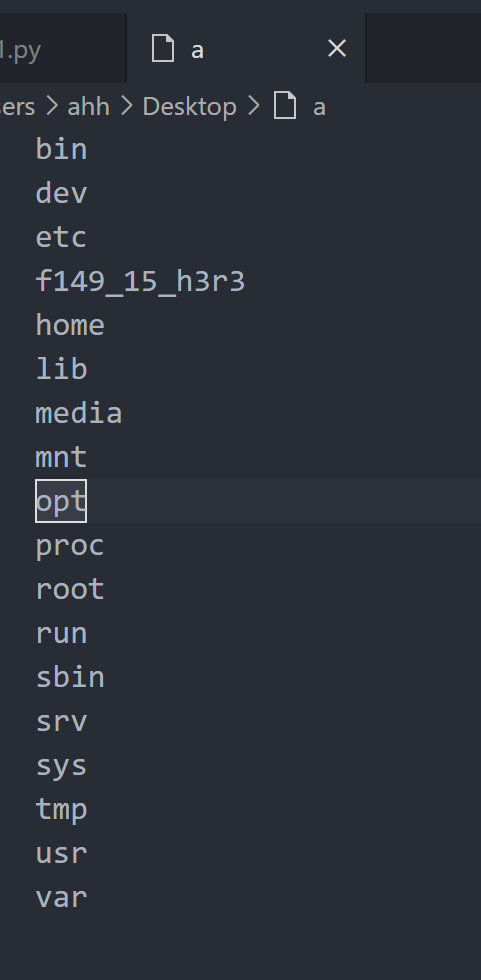 1.py a
ers > ahh > Desktop > a
bin
dev
etc
f149_15_h3r3
home
lib
media
mnt
opt
proc
root
run
sbin
srv
sys
tmp
usr
var